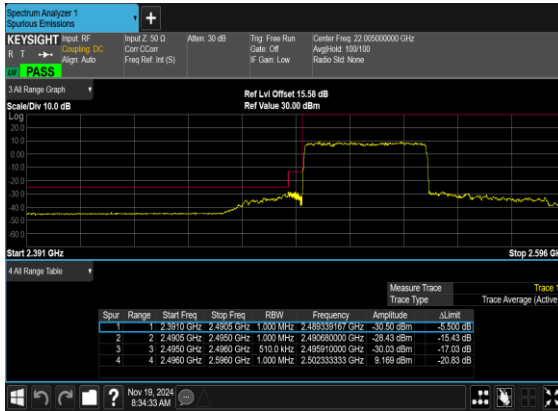 Spectrum Analyzer 1
Spurious Emissions
+
KEYSIGHT Input: RF Input Z: 50 Ω Atten: 30 dB Trig: Free Run Center Freq: 22.005000000 GHz
R T Coupling: DC Corr CCorr Gate: Off Avg|Hold: 100/100
Align: Auto Freq Ref: Int (S) IF Gain: Low Radio Std: None
PASS
3 All Range Graph
Ref Lvl Offset 15.58 dB
Scale/Div 10.0 dB Ref Value 30.00 dBm
Log
20.0
10.0
0.00
-10.0
-20.0
-30.0
-40.0
-50.0
-60.0
Start 2.391 GHz Stop 2.596 GH
4 All Range Table
Measure Trace Trace 1
Trace Type Trace Average (Active
Spur Range Start Freq Stop Freq RBW Frequency Amplitude ΔLimit
1 1 2.3910 GHz 2.4905 GHz 1.000 MHz 2.489339167 GHz -30.50 dBm -5.500 dB
2 2 2.4905 GHz 2.4950 GHz 1.000 MHz 2.490680000 GHz -28.43 dBm -15.43 dB
3 3 2.4950 GHz 2.4960 GHz 510.0 kHz 2.495910000 GHz -30.03 dBm -17.03 dB
4 4 2.4960 GHz 2.5960 GHz 1.000 MHz 2.502333333 GHz 9.169 dBm -20.83 dB
? Nov 19, 2024
8:34:33 AM